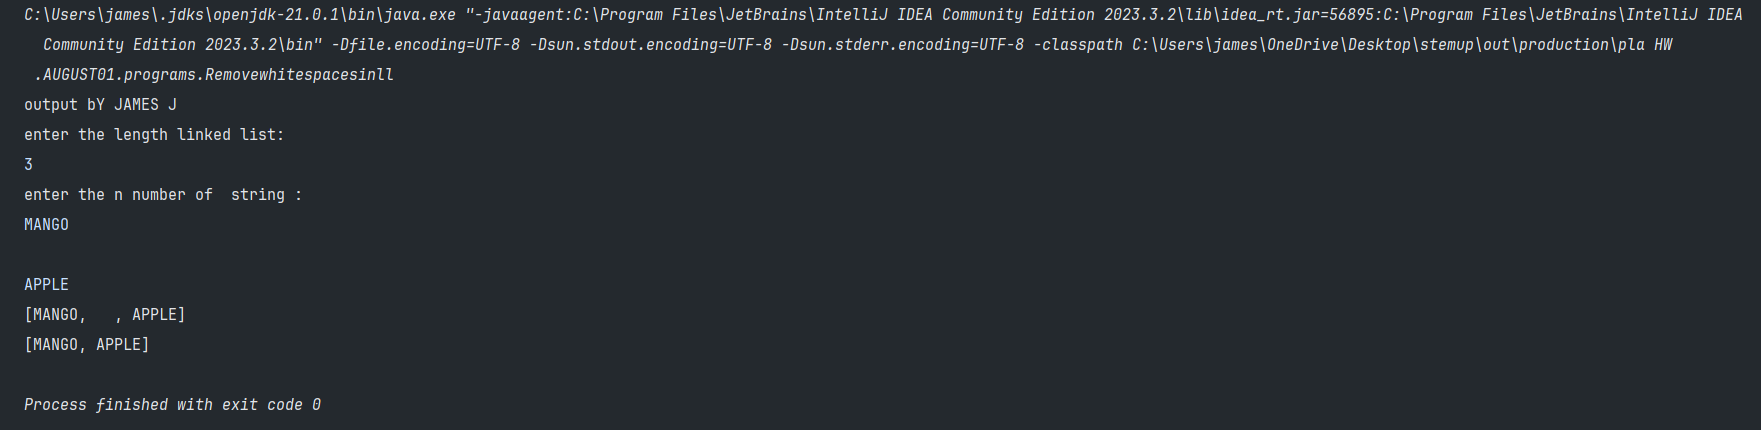 C:\Users\james\.jdks\openjdk-21.0.1\bin\java.exe "-javaagent:C:\Program Files\JetBrains\IntelliJ IDEA Community Edition 2023.3.2\lib\idea_rt.jar=56895:C:\Program Files\JetBrains\IntelliJ IDEA
Community Edition 2023.3.2\bin" -Dfile.encoding=UTF-8 -Dsun.stdout.encoding=UTF-8 -Dsun.stderr.encoding=UTF-8 -classpath C:\Users\james\OneDrive\Desktop\stemup\out\production\pla HW
.AUGUST01.programs.Removewhitespacesinll
output bY JAMES J
enter the length linked list:
3
enter the n number of  string :
MANGO
APPLE
[MANGO,   , APPLE]
[MANGO, APPLE]
Process finished with exit code 0